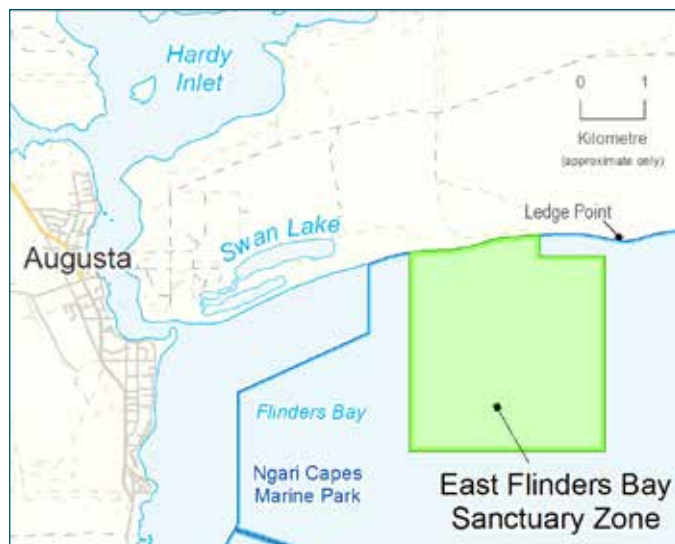 Hardy
Inlet
0 1
Kilometre
(approximate only)
Ledge Point
Swan Lake
Augusta
Flinders Bay
Ngari Capes
Marine Park
East Flinders Bay
Sanctuary Zone